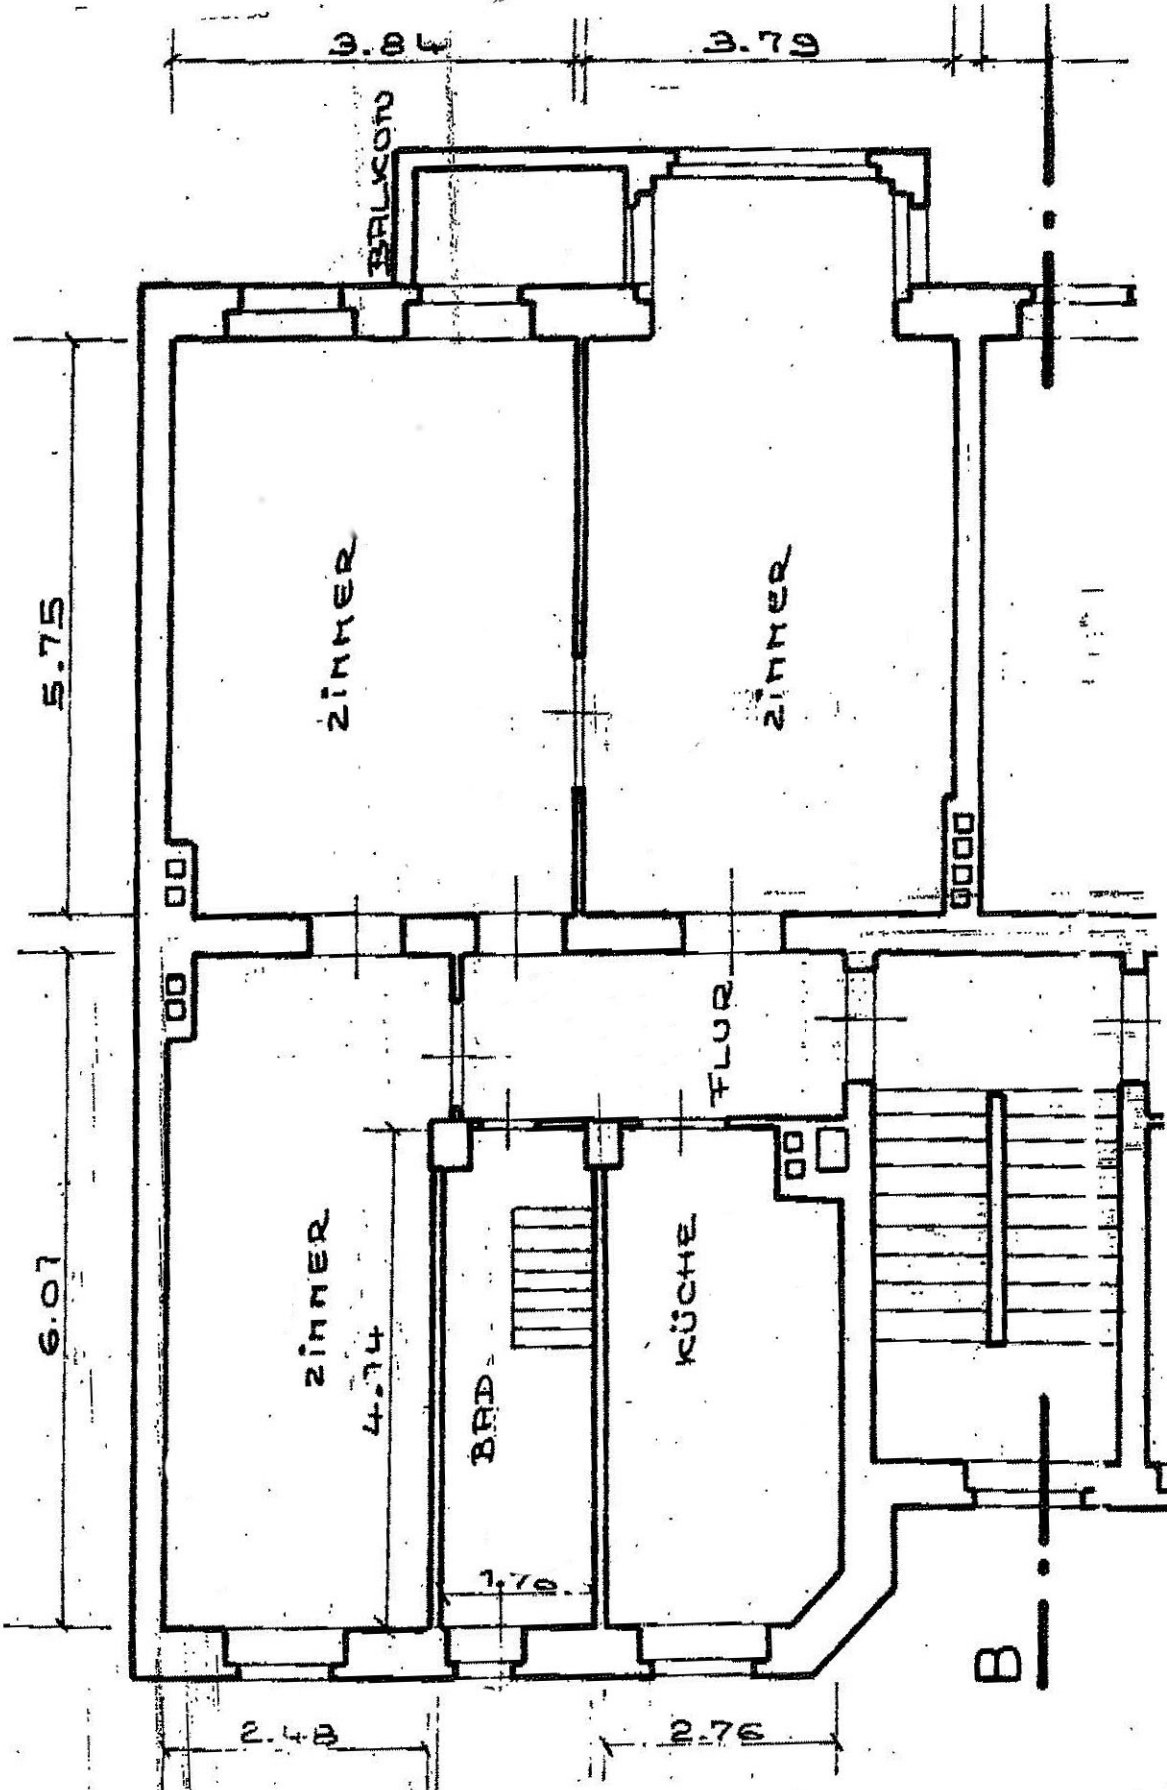 3.84
3.79
BALKON
ZiMMER
ZiMMER
5.75
FLUR
6.07
ZiMMER
4.74
BAD
KÜCHE
1.70
B
2.48
2.76